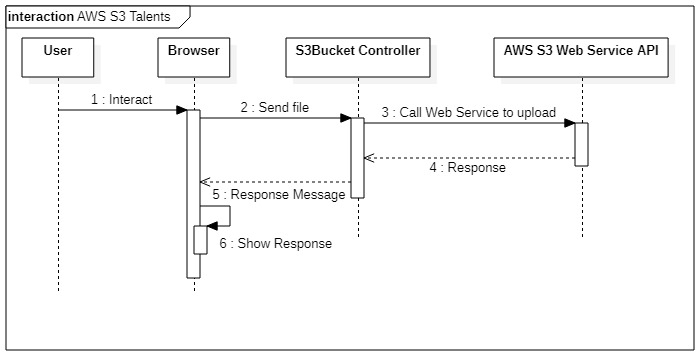 interaction AWS S3 Talents
User
Browser
S3Bucket Controller
AWS S3 Web Service API
1 : Interact
2 : Send file
3 : Call Web Service to upload
4 : Response
5 : Response Message
6 : Show Response